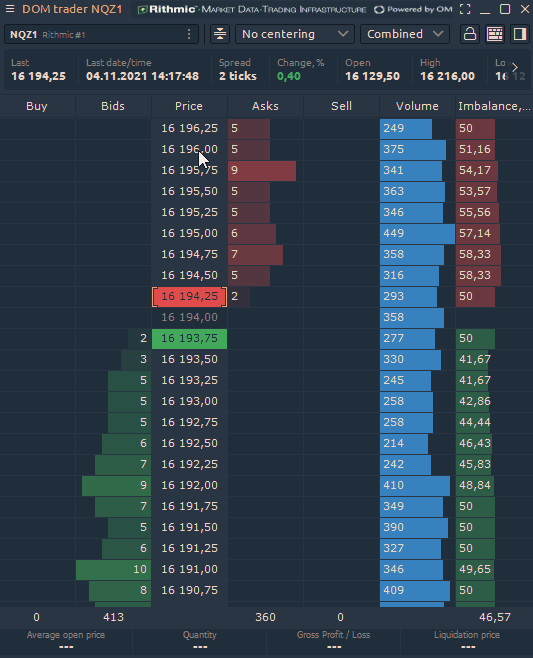 DOM trader NQZ1 Rithmic®-Market Data-Trading Infrastructure Powered by OM
NQZ1 Rithmic #1 No centering Combined
Last Last date/time Spread Change, % Open High
16 194,25 04.11.2021 14:17:48 2 ticks 0,40 16 129,50 16 216,00
Buy Bids Price Asks Sell Volume Imbalance,...
16 196,25 5 249 50
16 196,00 5 375 51,16
16 195,75 9 341 54,17
16 195,50 5 363 53,57
16 195,25 5 346 55,56
16 195,00 6 449 57,14
16 194,75 7 358 58,33
16 194,50 5 316 58,33
16 194,25 2 293 50
16 194,00 358
2 16 193,75 277 50
3 16 193,50 330 41,67
5 16 193,25 245 41,67
5 16 193,00 258 42,86
5 16 192,75 258 44,44
6 16 192,50 214 46,43
7 16 192,25 242 45,83
9 16 192,00 410 48,84
7 16 191,75 349 50
5 16 191,50 390 50
6 16 191,25 327 50
10 16 191,00 346 49,65
8 16 190,75 409 50
0 413 360 0 46,57
Average open price Quantity Gross Profit / Loss Liquidation price
--- --- --- ---